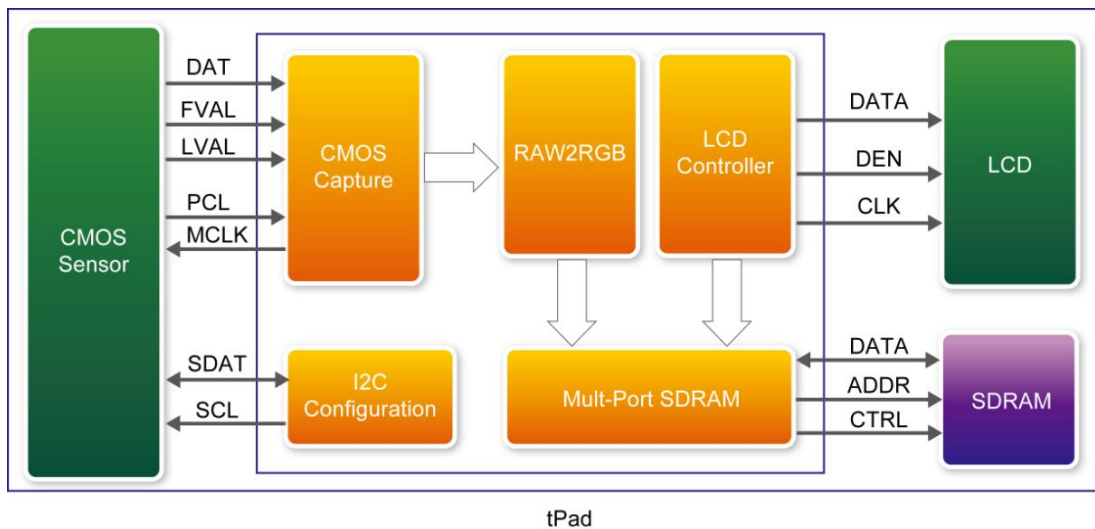 CMOS
Sensor
DAT
FVAL
LVAL
PCL
MCLK
SDAT
SCL
CMOS
Capture
I2C
Configuration
RAW2RGB
LCD
Controller
Mult-Port SDRAM
DATA
DEN
CLK
LCD
DATA
ADDR
CTRL
SDRAM
tPad